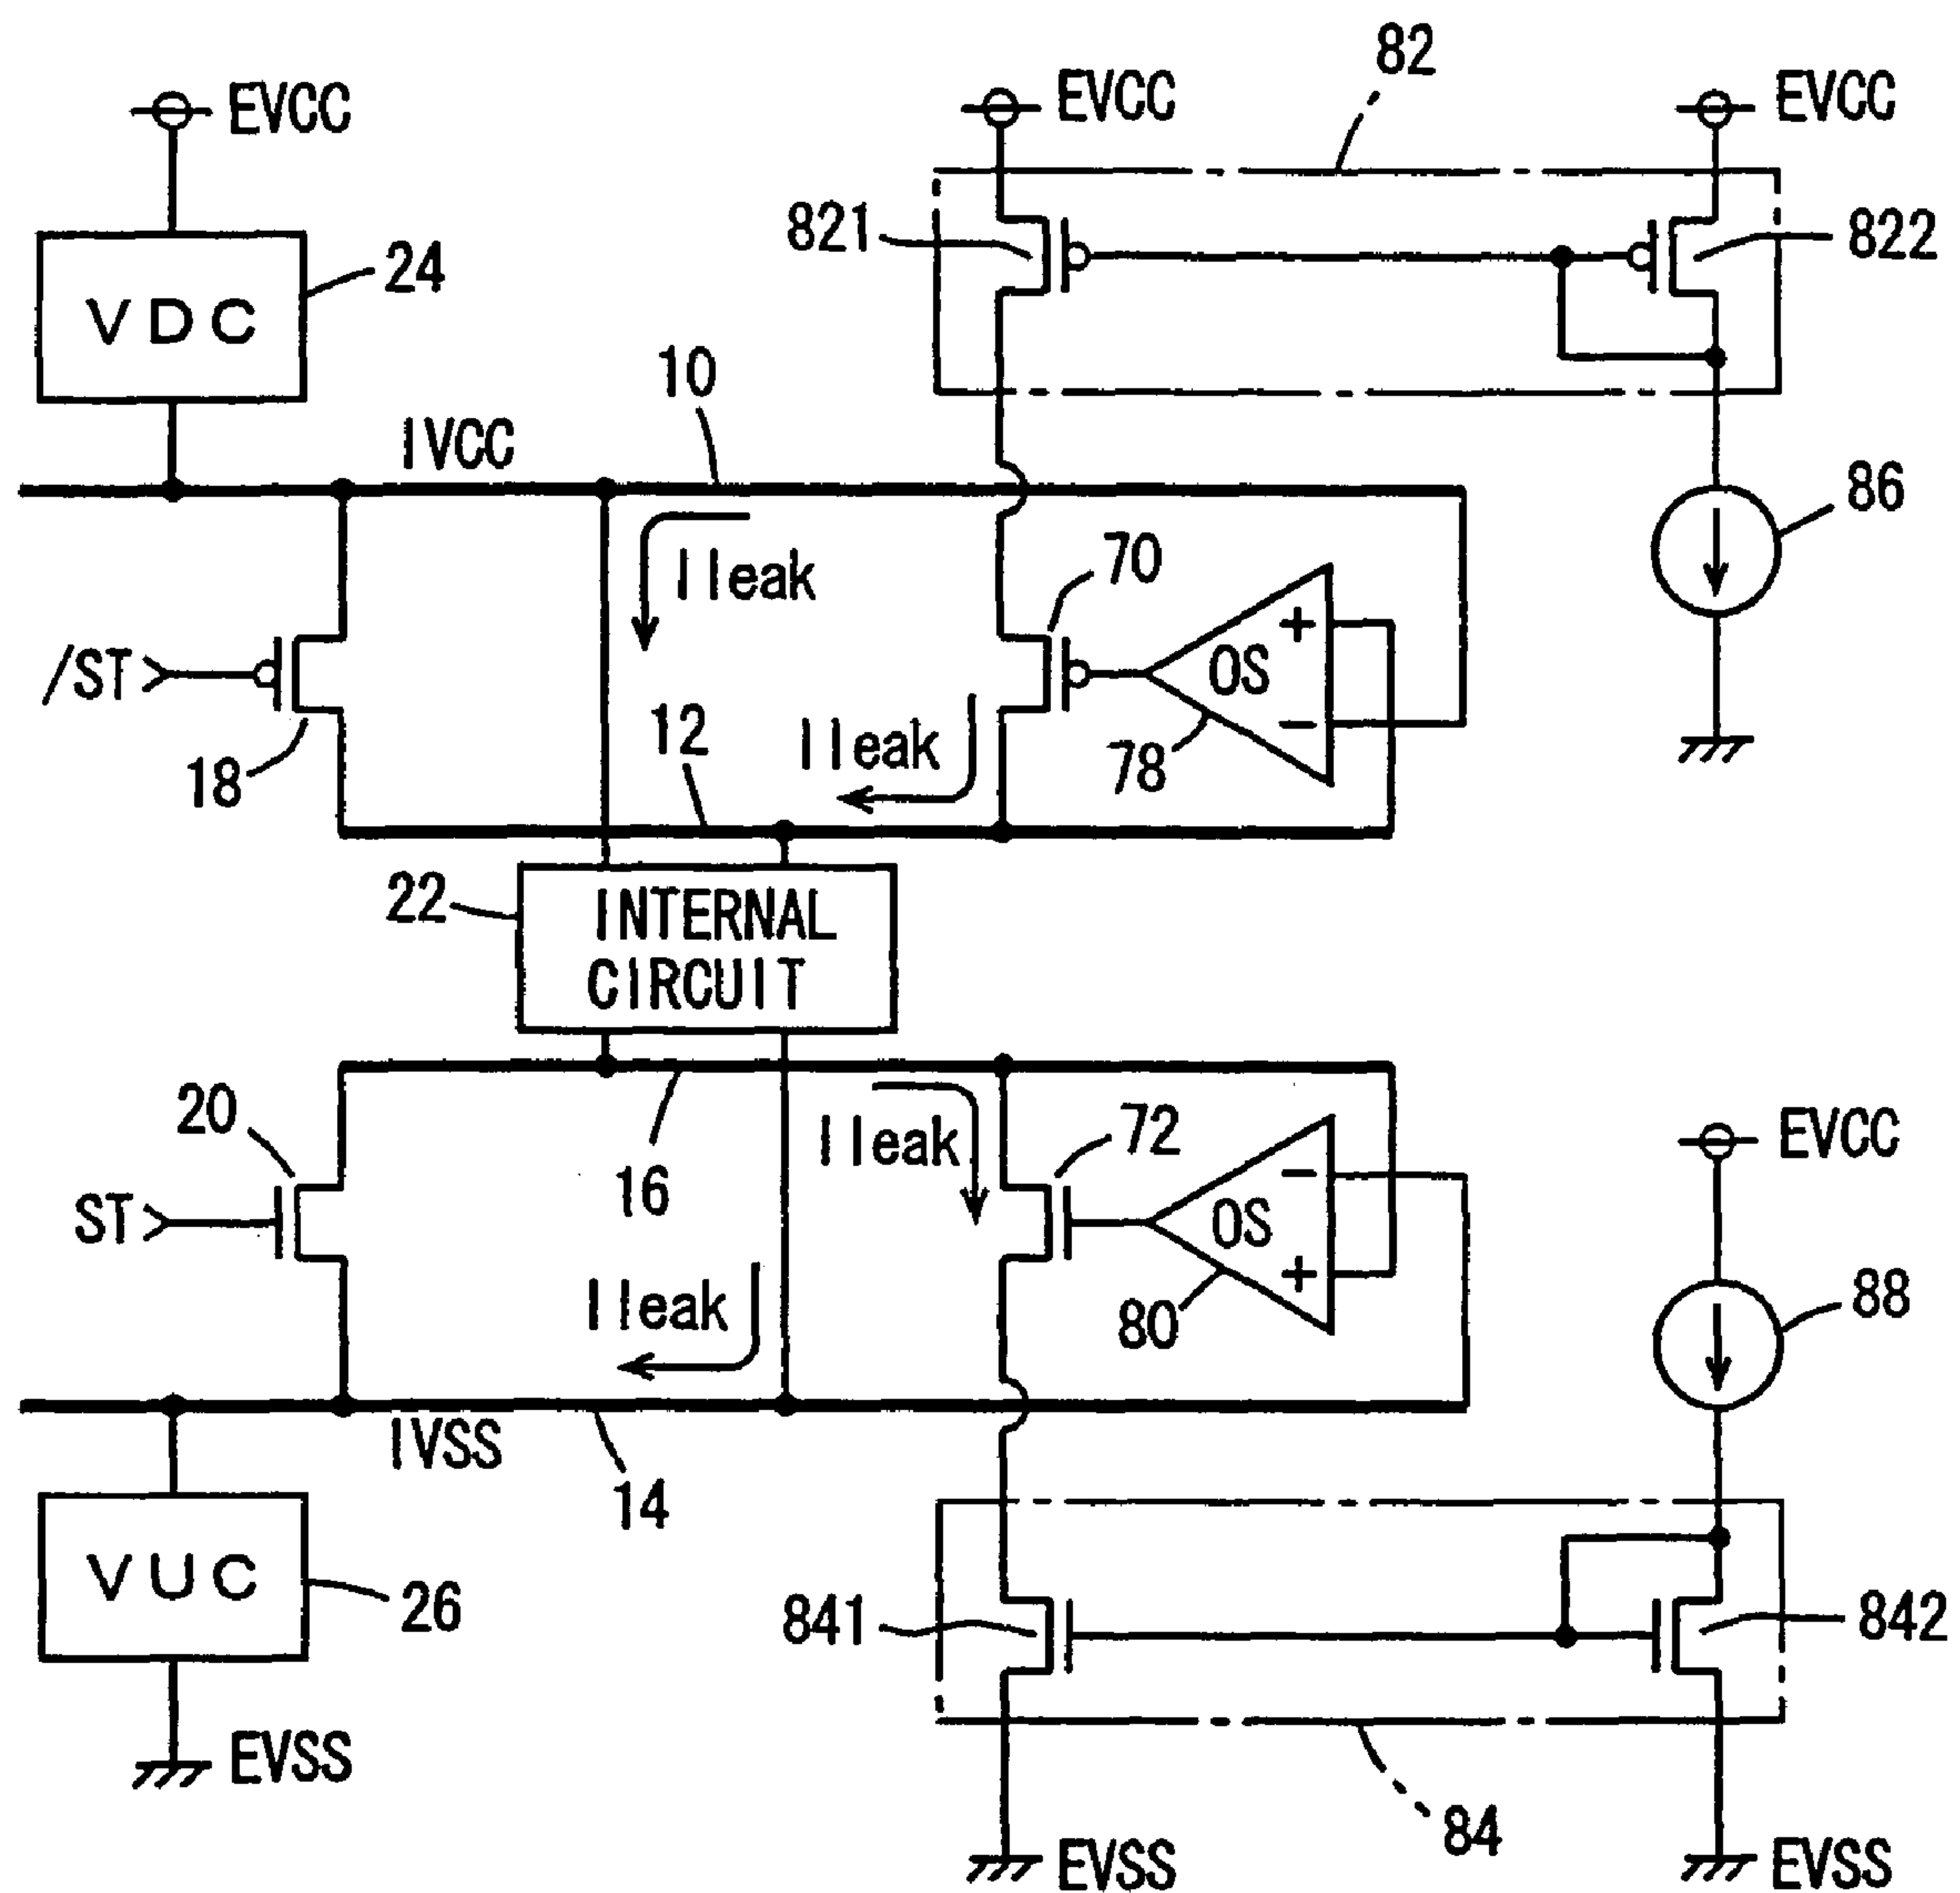 82
EVCC
EVCC
EVCC
821
822
24
VDC
10
IVCC
86
Ileak
70
+
OS
−
/ST
18
12
Ileak
78
22
INTERNAL
CIRCUIT
20
16
Ileak
72
EVCC
−
OS
+
ST
Ileak
80
88
IVSS
14
VUC
26
841
842
EVSS
84
EVSS
EVSS